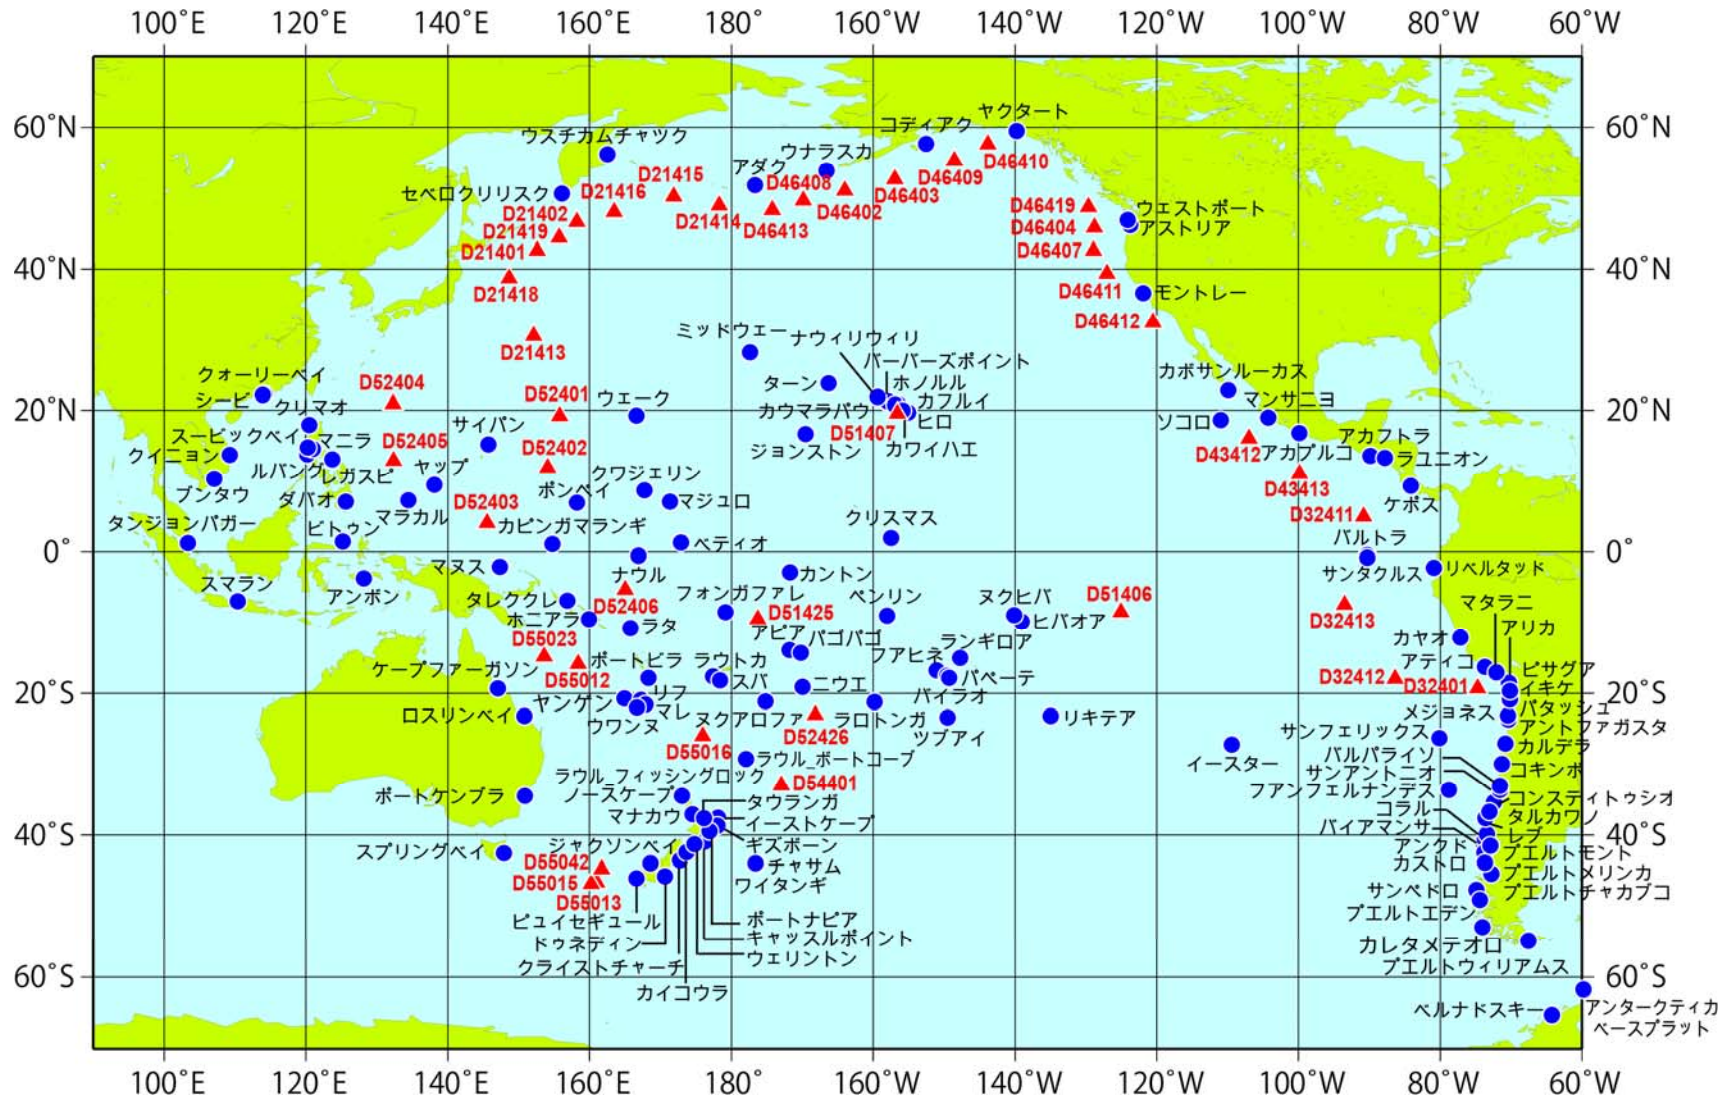 100°E 120°E 140°E 160°E 180° 160°W 140°W 120°W 100°W 80°W 60°W
60°N
60°N
ウスチカムチャツク
コディアク
ヤクタート
ウナラスカ
アダク
D46410
D46409
D21415
D46408
D46403
セベロクリリスク
D21416
D46402
D21402
D21414
D46413
D46419
ウェストポート
D21419
D46404
アストリア
D21401
D46407
40°N
40°N
D21418
D46411
モントレー
D46412
D21413
ミッドウェー
ナウィリウィリ
バーバーズポイント
クォーリーベイ
D52404
ターン
ホノルル
カボサンルーカス
シービ
クリマオ
D52401
ウェーク
カフルイ
マンサニヨ
20°N
20°N
カウマラパウ
ヒロ
ソコロ
サイパン
D51407
スービックベイ
マニラ
D52405
D52402
ジョンストン
カワイハエ
D43412
アカプルコ
アカフトラ
クイニョン
ルバング
レガスピ
ヤップ
クワジェリン
ラユニオン
D43413
ブンタウ
ダバオ
マラカル
D52403
ポンペイ
マジュロ
ケポス
D32411
タンジョンパガー
ビトゥン
カピンガマランギ
クリスマス
バルトラ
0°
0°
ベティオ
マヌス
ナウル
カントン
サンタクルス
リベルタッド
スマラン
アンボン
タレククレ
D52406
フォンガファレ
ペンリン
ヌクヒバ
D51406
マタラニ
ホニアラ
ラタ
D51425
ヒバオア
D32413
アリカ
D55023
アピア
パゴパゴ
ランギロア
カヤオ
ケープファーガソン
D55012
ポートビラ
ラウトカ
フアヒネ
アティコ
ピサグア
スバ
ニウエ
パペーテ
D32412
D32401
イキケ
20°S
20°S
ヤンゲン
リフ
パイラオ
パタッシュ
ロスリンベイ
マレ
メジョネス
ウワンヌ
ヌクアロファ
ラロトンガ
リキテア
アントファガスタ
D52426
ツブアイ
サンフェリックス
カルデラ
D55016
ラウル_ボートコーブ
イースター
バルパライソ
コキンボ
ラウル_フィッシングロック
D54401
サンアントニオ
ポートケンブラ
ノースケープ
フアンフェルナンデス
コンスティトゥシオ
タウランガ
コラル
タルカワノ
マナカウ
イーストケープ
バイアマンサ
レブ
40°S
40°S
ジャクソンベイ
ギズボーン
アンクド
プエルトモント
スプリングベイ
D55042
チャサム
カストロ
プエルトメリンカ
D55015
ワイタンギ
サンペドロ
プエルトチャカブコ
D55013
ピュイセギュール
ポートナピア
プエルトエデン
ドゥネディン
キャッスルポイント
カレタメテオロ
クライストチャーチ
ウェリントン
プエルトウィリアムス
60°S
60°S
カイコウラ
ベルナドスキー
アンタークティカ
ベースプラット
100°E 120°E 140°E 160°E 180° 160°W 140°W 120°W 100°W 80°W 60°W